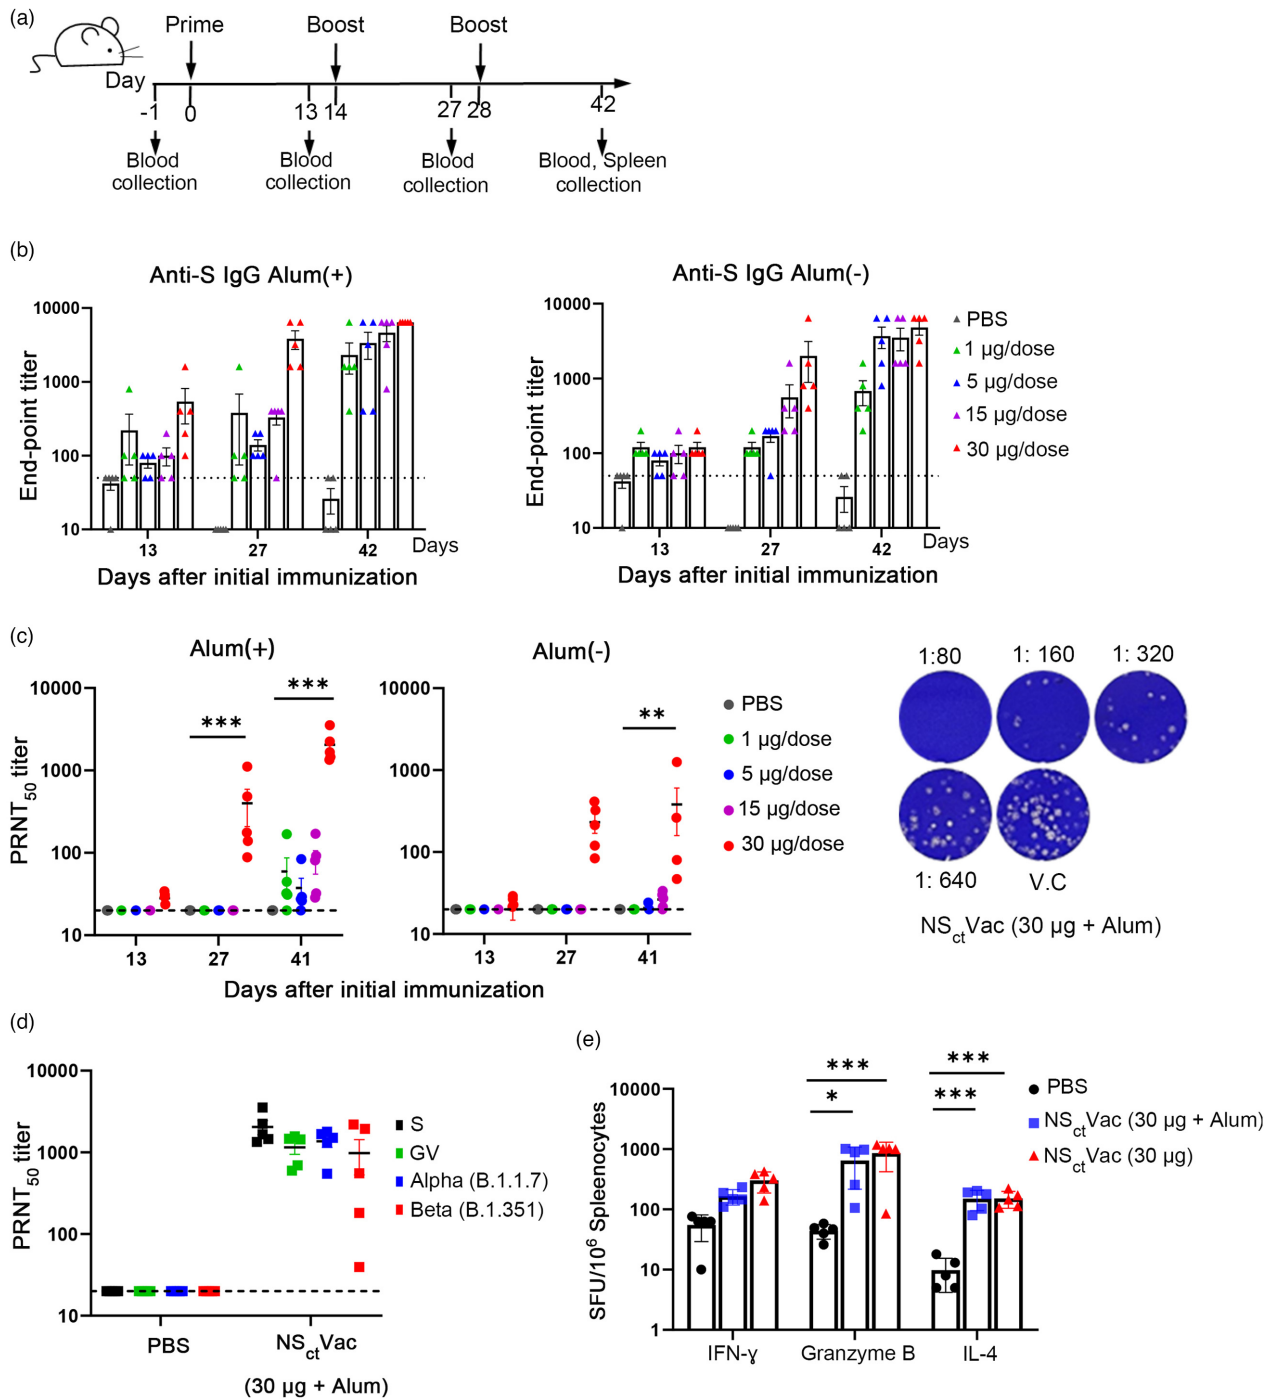 (a)
Prime Boost Boost
Day
-1 0 13 14 27 28 42
Blood collection
Blood collection
Blood collection
Blood, Spleen collection
(b)
Anti-S IgG Alum(+)
End-point titer
10000
1000
100
10
13 27 42 Days
Days after initial immunization
Anti-S IgG Alum(-)
End-point titer
10000
1000
100
10
13 27 42 Days
Days after initial immunization
PBS
1 µg/dose
5 µg/dose
15 µg/dose
30 µg/dose
(c)
Alum(+)
PRNT50 titer
10000
1000
100
10
*** ***
13 27 41
Alum(-)
10000
1000
100
10
**
13 27 41
Days after initial immunization
PBS
1 µg/dose
5 µg/dose
15 µg/dose
30 µg/dose
1:80 1: 160 1: 320
1: 640 V.C
NSctVac (30 µg + Alum)
(d)
PRNT50 titer
10000
1000
100
10
PBS NSctVac
(30 µg + Alum)
S
GV
Alpha (B.1.1.7)
Beta (B.1.351)
(e)
SFU/10⁶ Spleenocytes
10000
1000
100
10
1
*** ***
* ***
IFN-ɣ Granzyme B IL-4
PBS
NSctVac (30 µg + Alum)
NSctVac (30 µg)